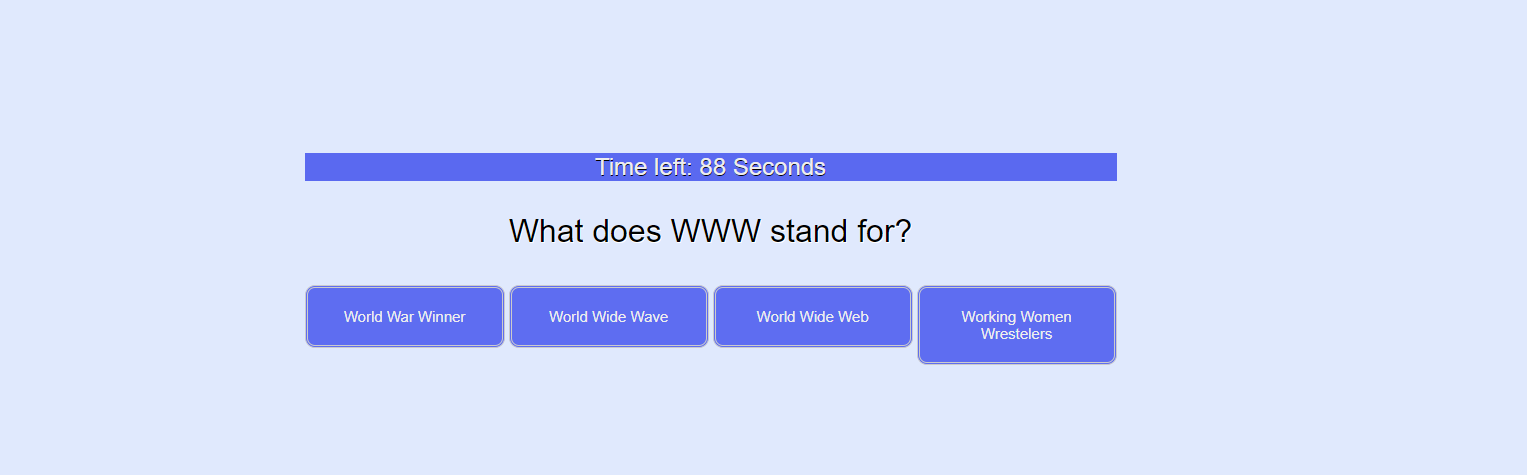 Time left: 88 Seconds
What does WWW stand for?
World War Winner
World Wide Wave
World Wide Web
Working Women
Wrestelers